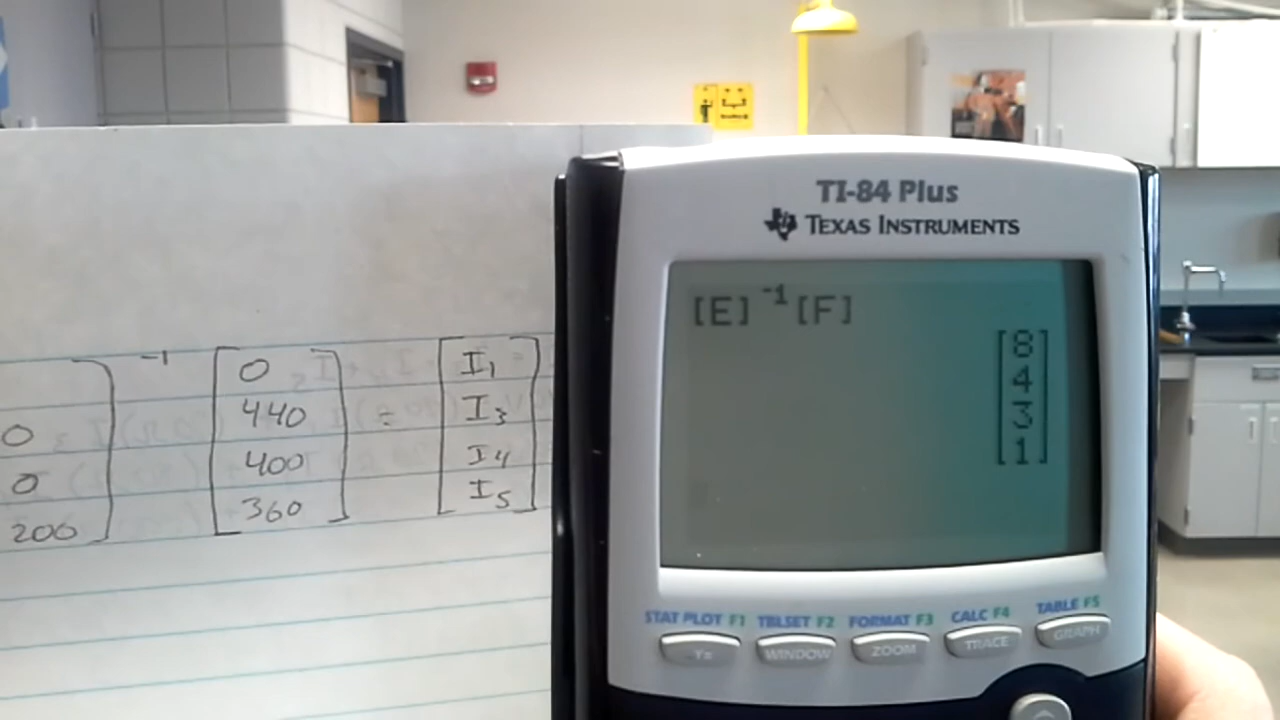 -1
0 I₁
0 440 = I₃
0 400 I₄
200 360 I₅
TI-84 Plus
TEXAS INSTRUMENTS
[E]⁻¹[F]
[8]
[4]
[3]
[1]
STAT PLOT F1 TBLSET F2 FORMAT F3 CALC F4 TABLE F5
Y= WINDOW ZOOM TRACE GRAPH